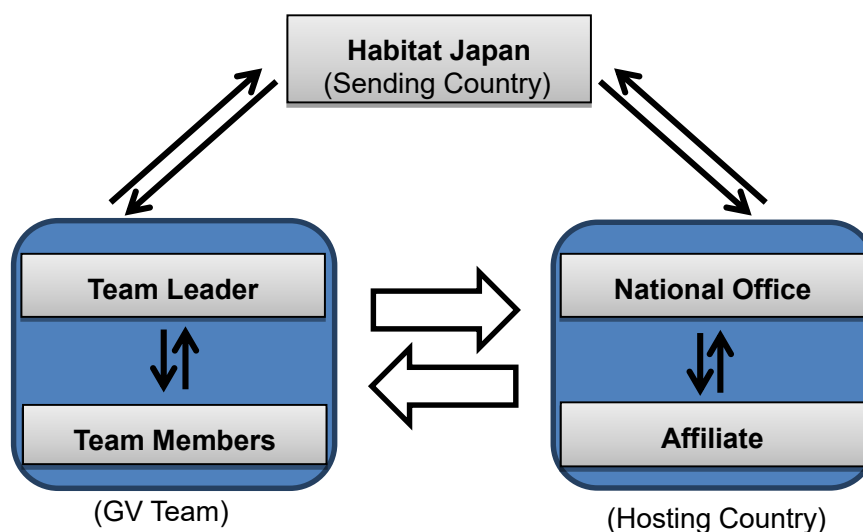 Habitat Japan
(Sending Country)
Team Leader
Team Members
(GV Team)
National Office
Affiliate
(Hosting Country)